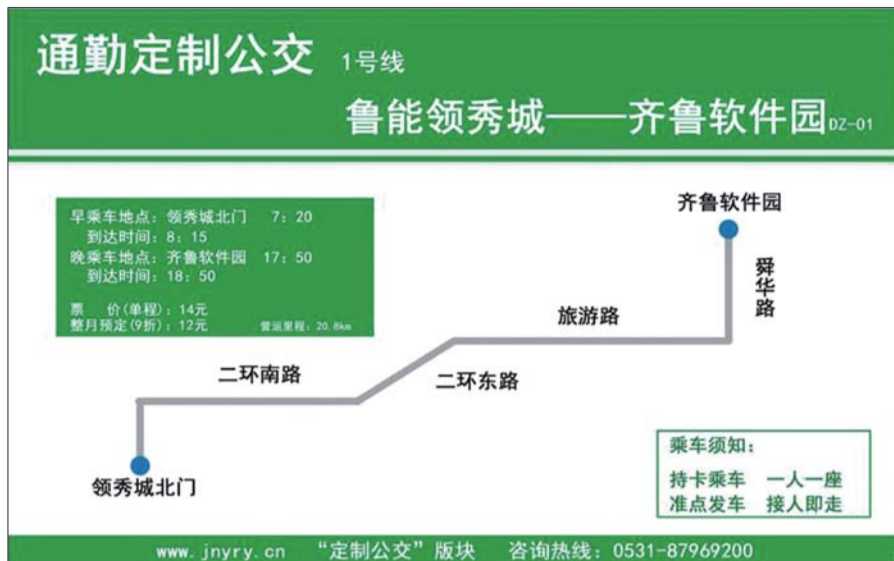 通勤定制公交 1号线
鲁能领秀城——齐鲁软件园DZ-01
早乘车地点：领秀城北门 7：20
到达时间：8：15
晚乘车地点：齐鲁软件园 17：50
到达时间：18：50
票 价(单程)：14元
整月预定(9折)：12元 营运里程：20.8km
齐鲁软件园
舜华路
旅游路
二环南路
二环东路
领秀城北门
乘车须知：
持卡乘车 一人一座
准点发车 接人即走
www.jnyry.cn “定制公交”版块 咨询热线：0531-87969200